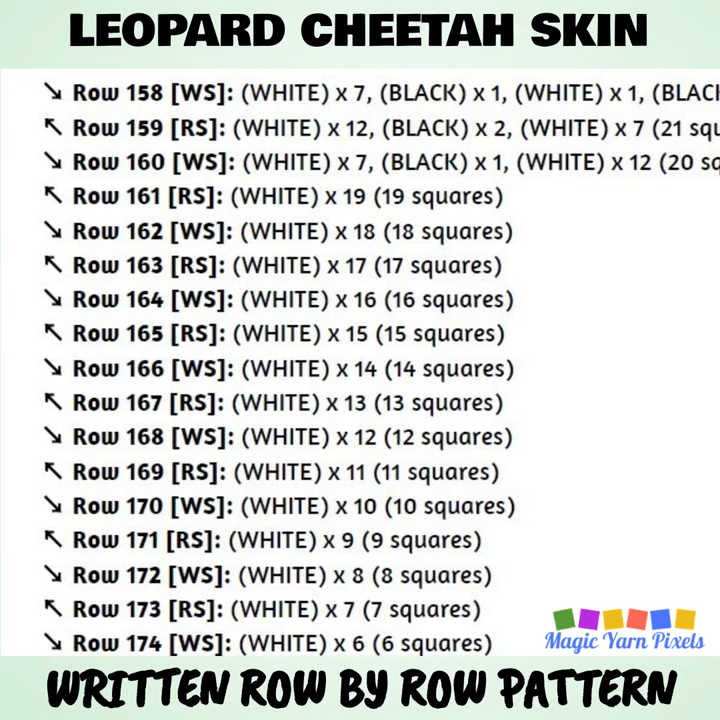 LEOPARD CHEETAH SKIN
↘ Row 158 [WS]: (WHITE) x 7, (BLACK) x 1, (WHITE) x 1, (BLAC
↖ Row 159 [RS]: (WHITE) x 12, (BLACK) x 2, (WHITE) x 7 (21 squ
↘ Row 160 [WS]: (WHITE) x 7, (BLACK) x 1, (WHITE) x 12 (20 sq
↖ Row 161 [RS]: (WHITE) x 19 (19 squares)
↘ Row 162 [WS]: (WHITE) x 18 (18 squares)
↖ Row 163 [RS]: (WHITE) x 17 (17 squares)
↘ Row 164 [WS]: (WHITE) x 16 (16 squares)
↖ Row 165 [RS]: (WHITE) x 15 (15 squares)
↘ Row 166 [WS]: (WHITE) x 14 (14 squares)
↖ Row 167 [RS]: (WHITE) x 13 (13 squares)
↘ Row 168 [WS]: (WHITE) x 12 (12 squares)
↖ Row 169 [RS]: (WHITE) x 11 (11 squares)
↘ Row 170 [WS]: (WHITE) x 10 (10 squares)
↖ Row 171 [RS]: (WHITE) x 9 (9 squares)
↘ Row 172 [WS]: (WHITE) x 8 (8 squares)
↖ Row 173 [RS]: (WHITE) x 7 (7 squares)
↘ Row 174 [WS]: (WHITE) x 6 (6 squares)
Magic Yarn Pixels
WRITTEN ROW BY ROW PATTERN